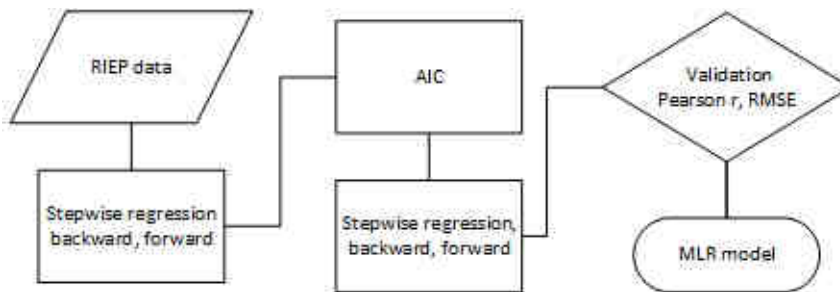 RIEP data
Stepwise regression
backward, forward
AIC
Stepwise regression,
backward, forward
Validation
Pearson r, RMSE
MLR model